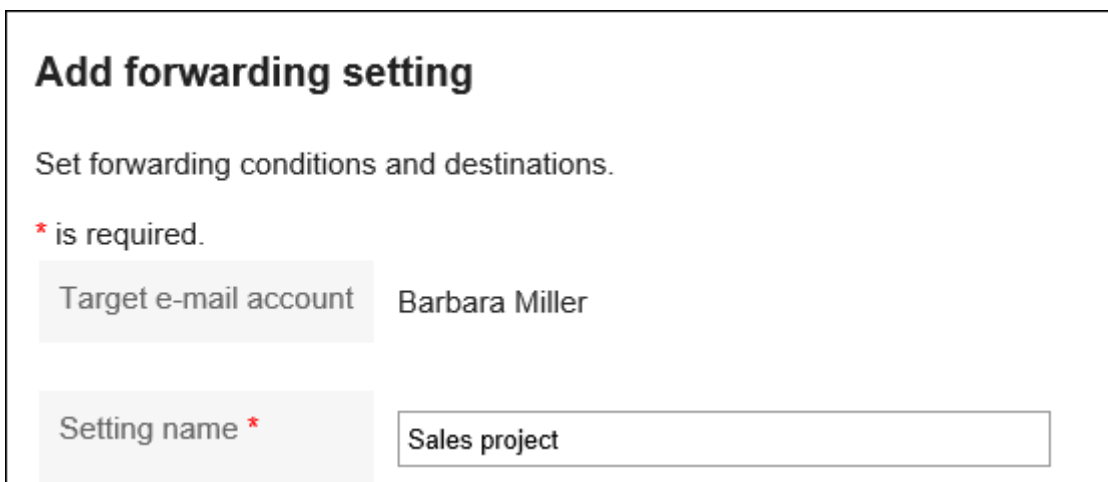 Add forwarding setting
Set forwarding conditions and destinations.
* is required.
Target e-mail account Barbara Miller
Setting name * Sales project